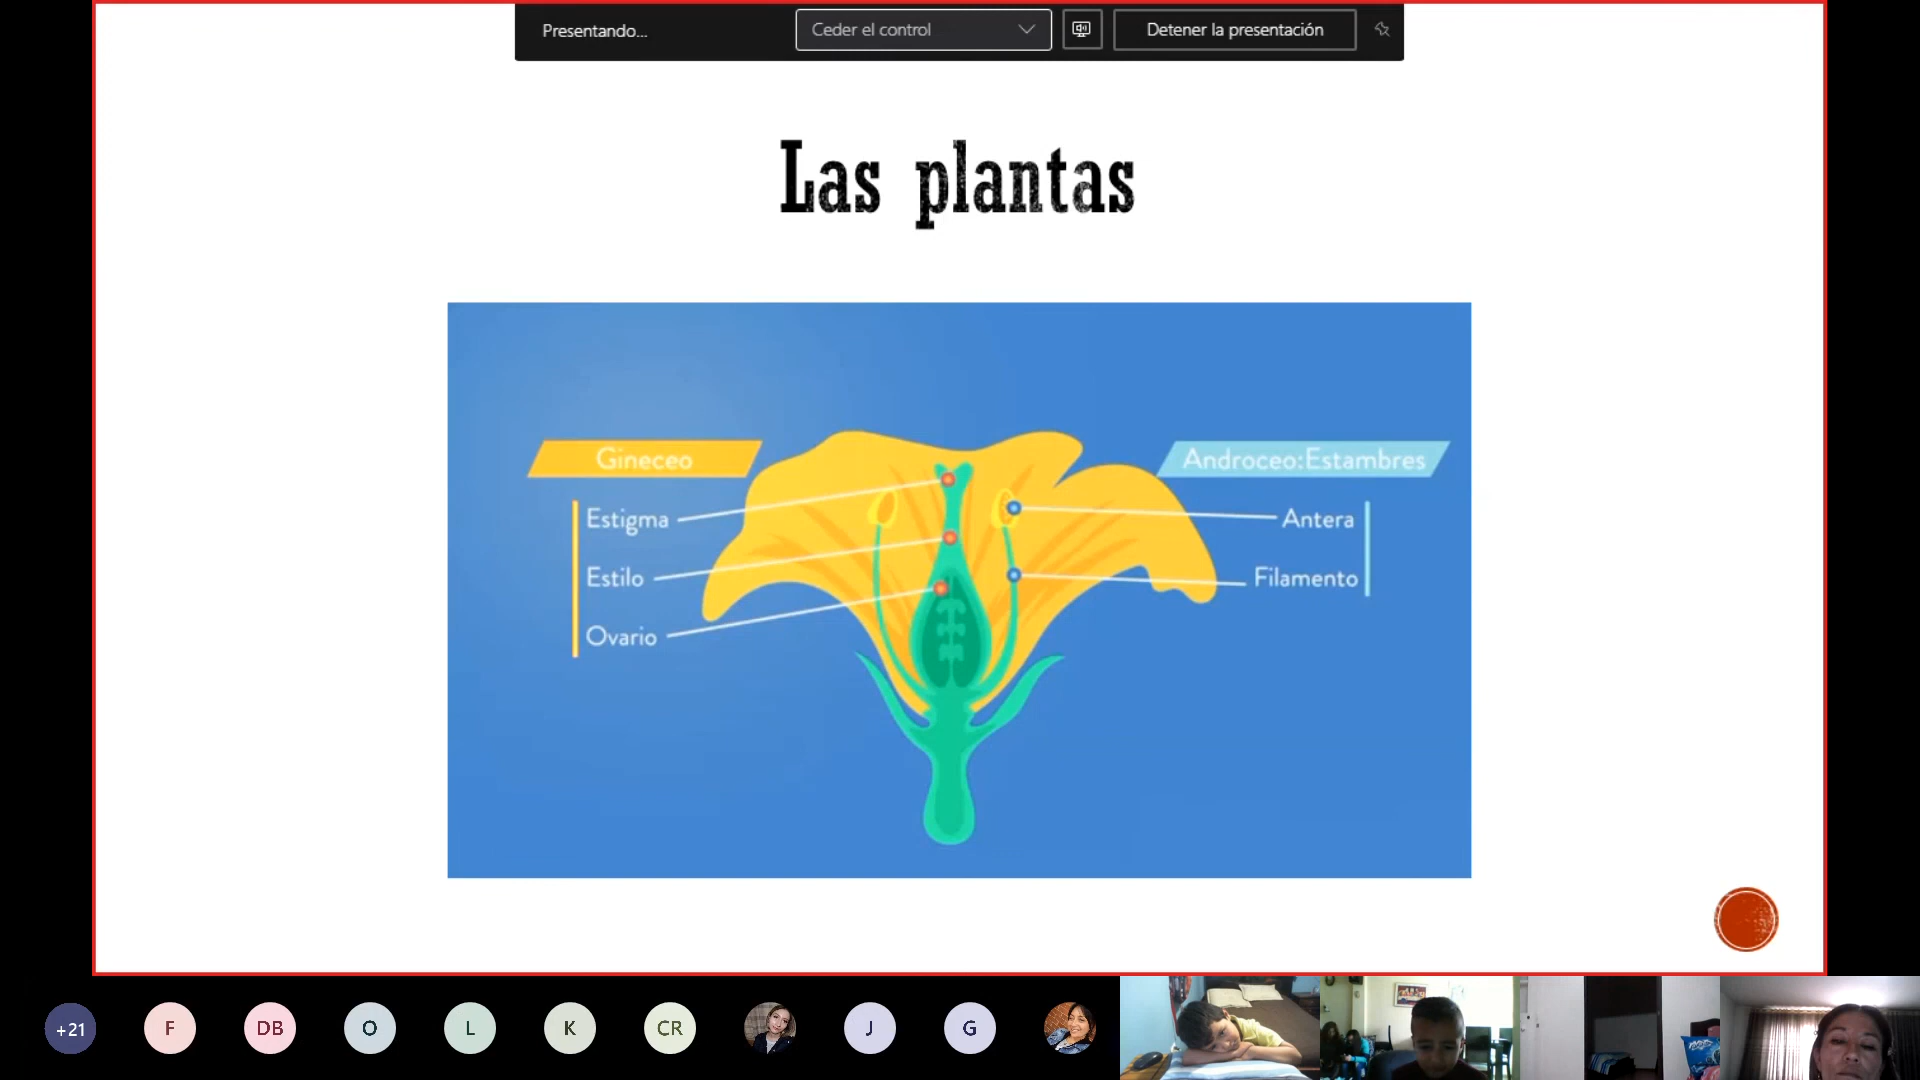 Presentando...
Ceder el control
Detener la presentación
Las plantas
Gineceo
Androceo:Estambres
Estigma
Antera
Estilo
Filamento
Ovario
+21
F
DB
O
L
K
CR
J
G